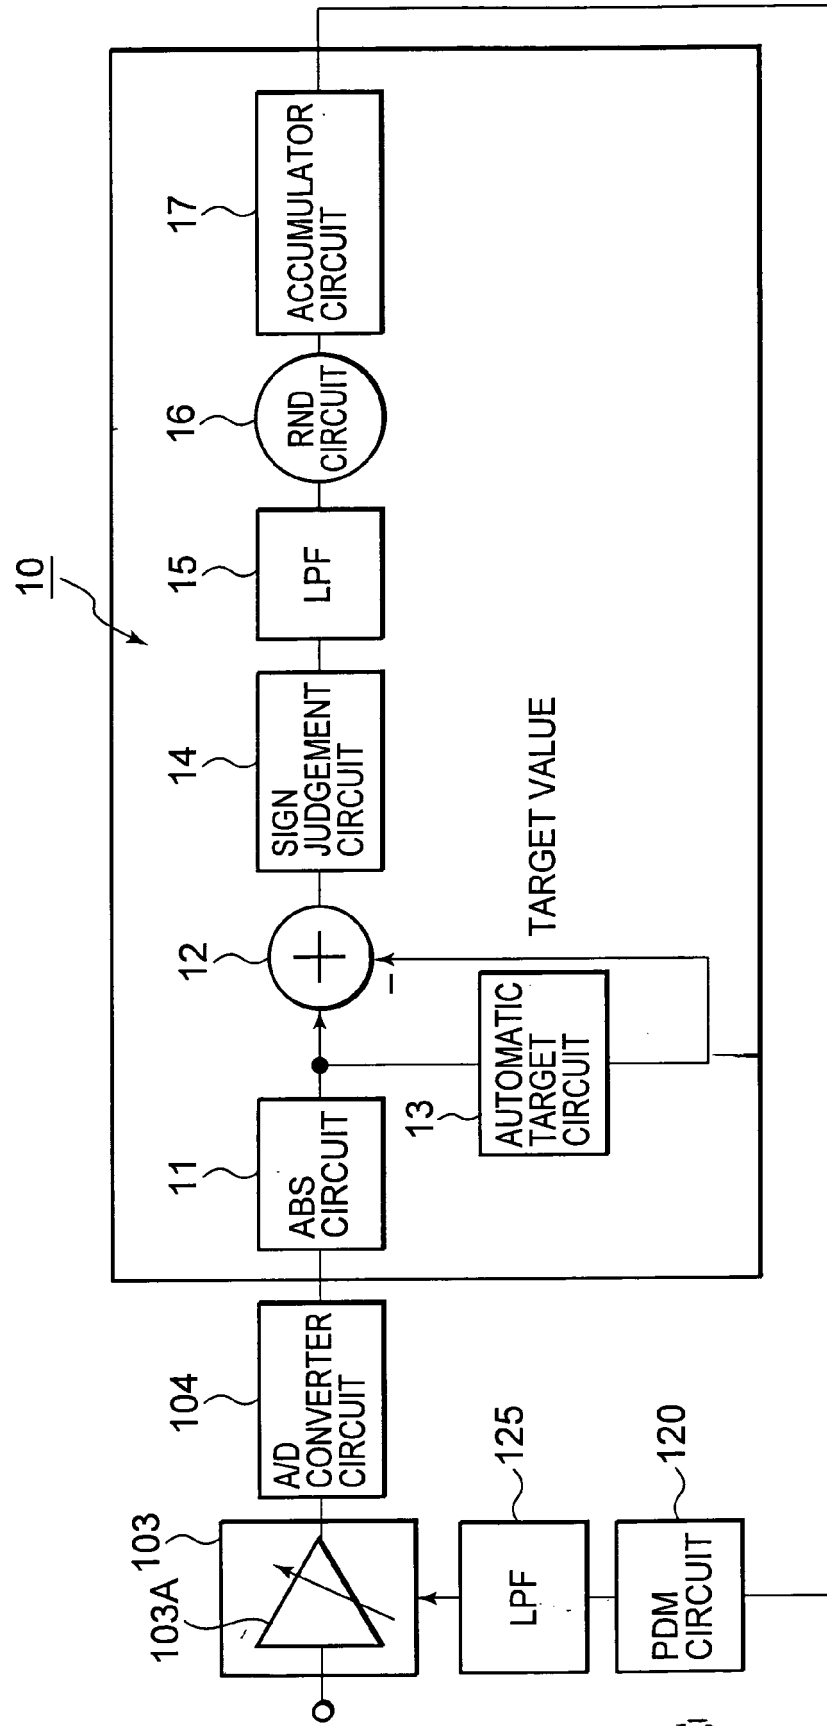 10
17
ACCUMULATOR
CIRCUIT
16
RND
CIRCUIT
15
LPF
14
SIGN
JUDGEMENT
CIRCUIT
12
+
−
TARGET VALUE
13
AUTOMATIC
TARGET
CIRCUIT
11
ABS
CIRCUIT
104
A/D
CONVERTER
CIRCUIT
103
103A
125
LPF
120
PDM
CIRCUIT